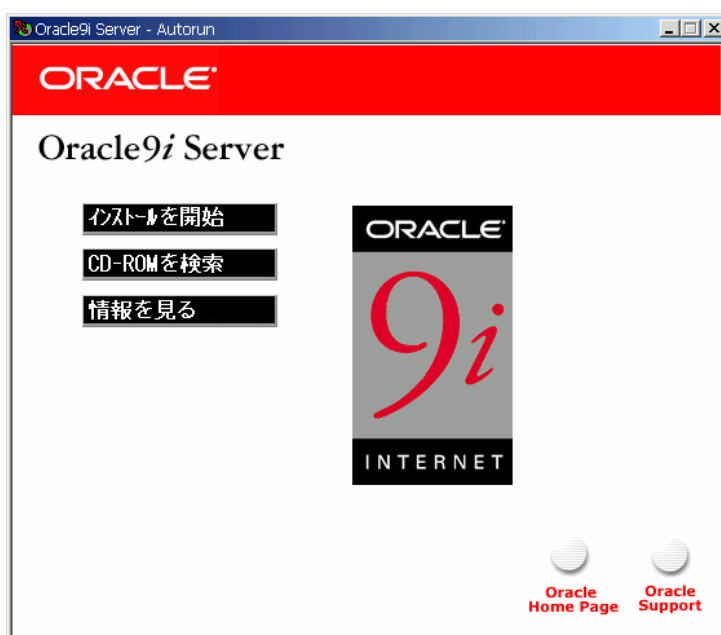 Oracle9i Server - Autorun
ORACLE
Oracle9i Server
ｲﾝｽﾄｰﾙを開始
CD-ROMを検索
情報を見る
ORACLE
9i
INTERNET
Oracle
Home Page
Oracle
Support